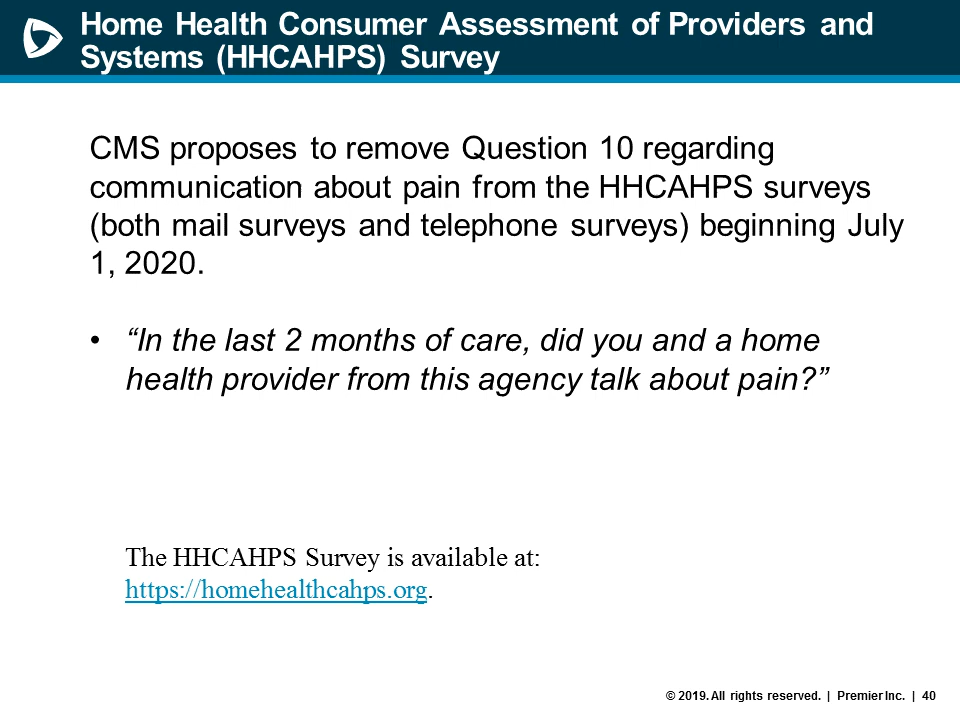 Home Health Consumer Assessment of Providers and
Systems (HHCAHPS) Survey
CMS proposes to remove Question 10 regarding
communication about pain from the HHCAHPS surveys
(both mail surveys and telephone surveys) beginning July
1, 2020.
• “In the last 2 months of care, did you and a home
health provider from this agency talk about pain?”
The HHCAHPS Survey is available at:
https://homehealthcahps.org.
© 2019. All rights reserved. | Premier Inc. | 40